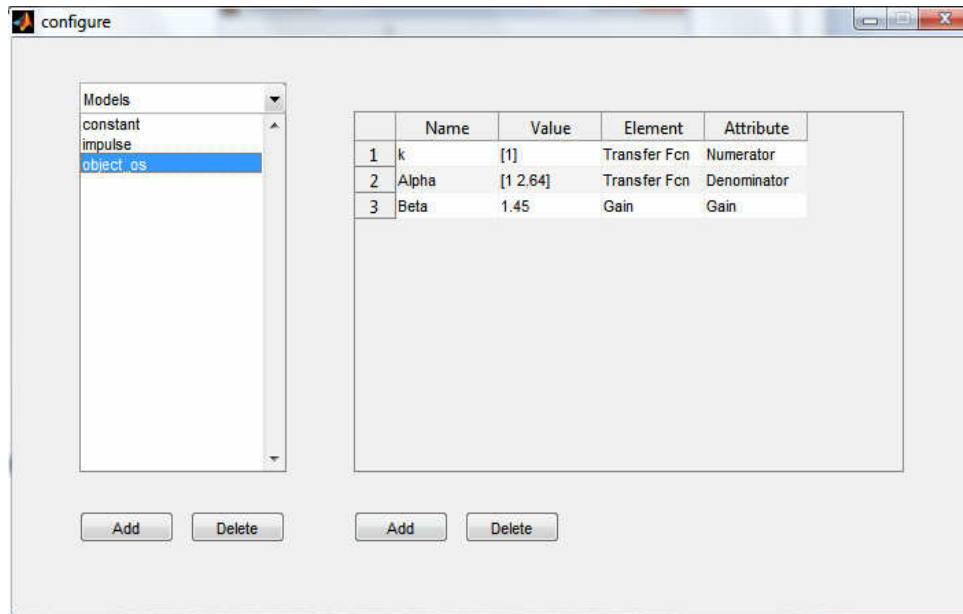 configure
Models
constant
impulse
object_os
Name Value Element Attribute
1 k [1] Transfer Fcn Numerator
2 Alpha [1 2,64] Transfer Fcn Denominator
3 Beta 1.45 Gain Gain
Add Delete Add Delete